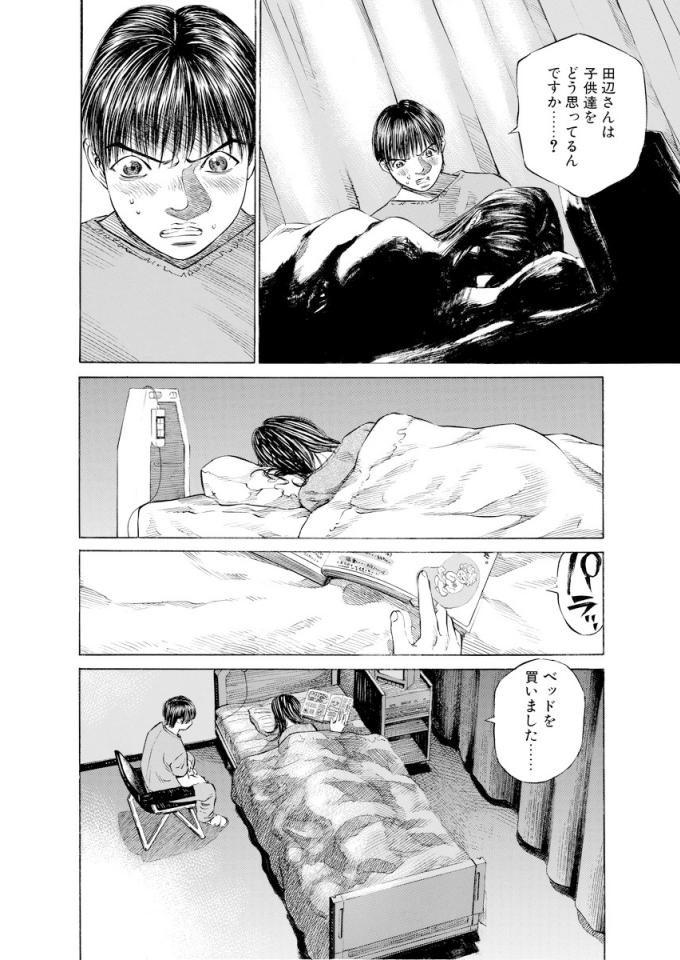 田辺さんは
子供達を
どう思ってるん
ですか……?
パラッ
ベッドを
買いました……